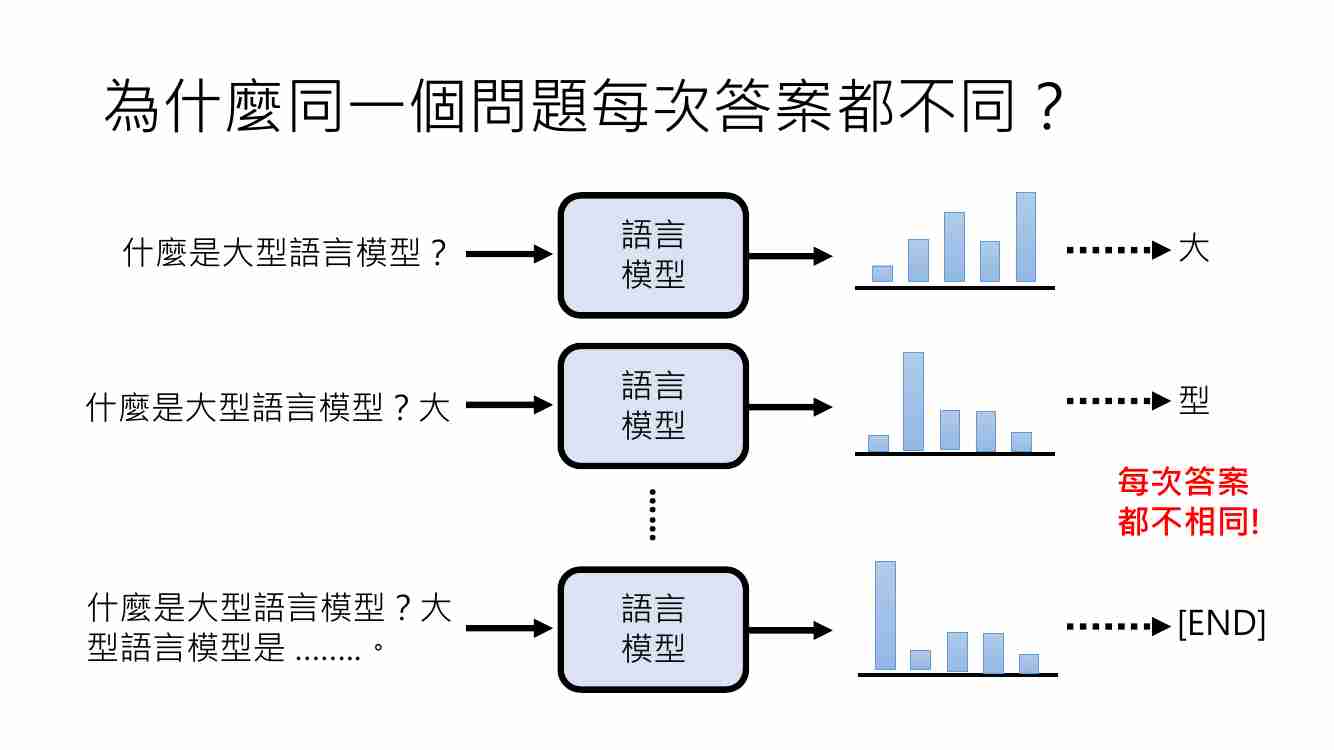 為什麼同一個問題每次答案都不同？
什麼是大型語言模型？
語言
模型
大
什麼是大型語言模型？大
語言
模型
型
每次答案
都不相同!
什麼是大型語言模型？大
型語言模型是 ........。
語言
模型
[END]